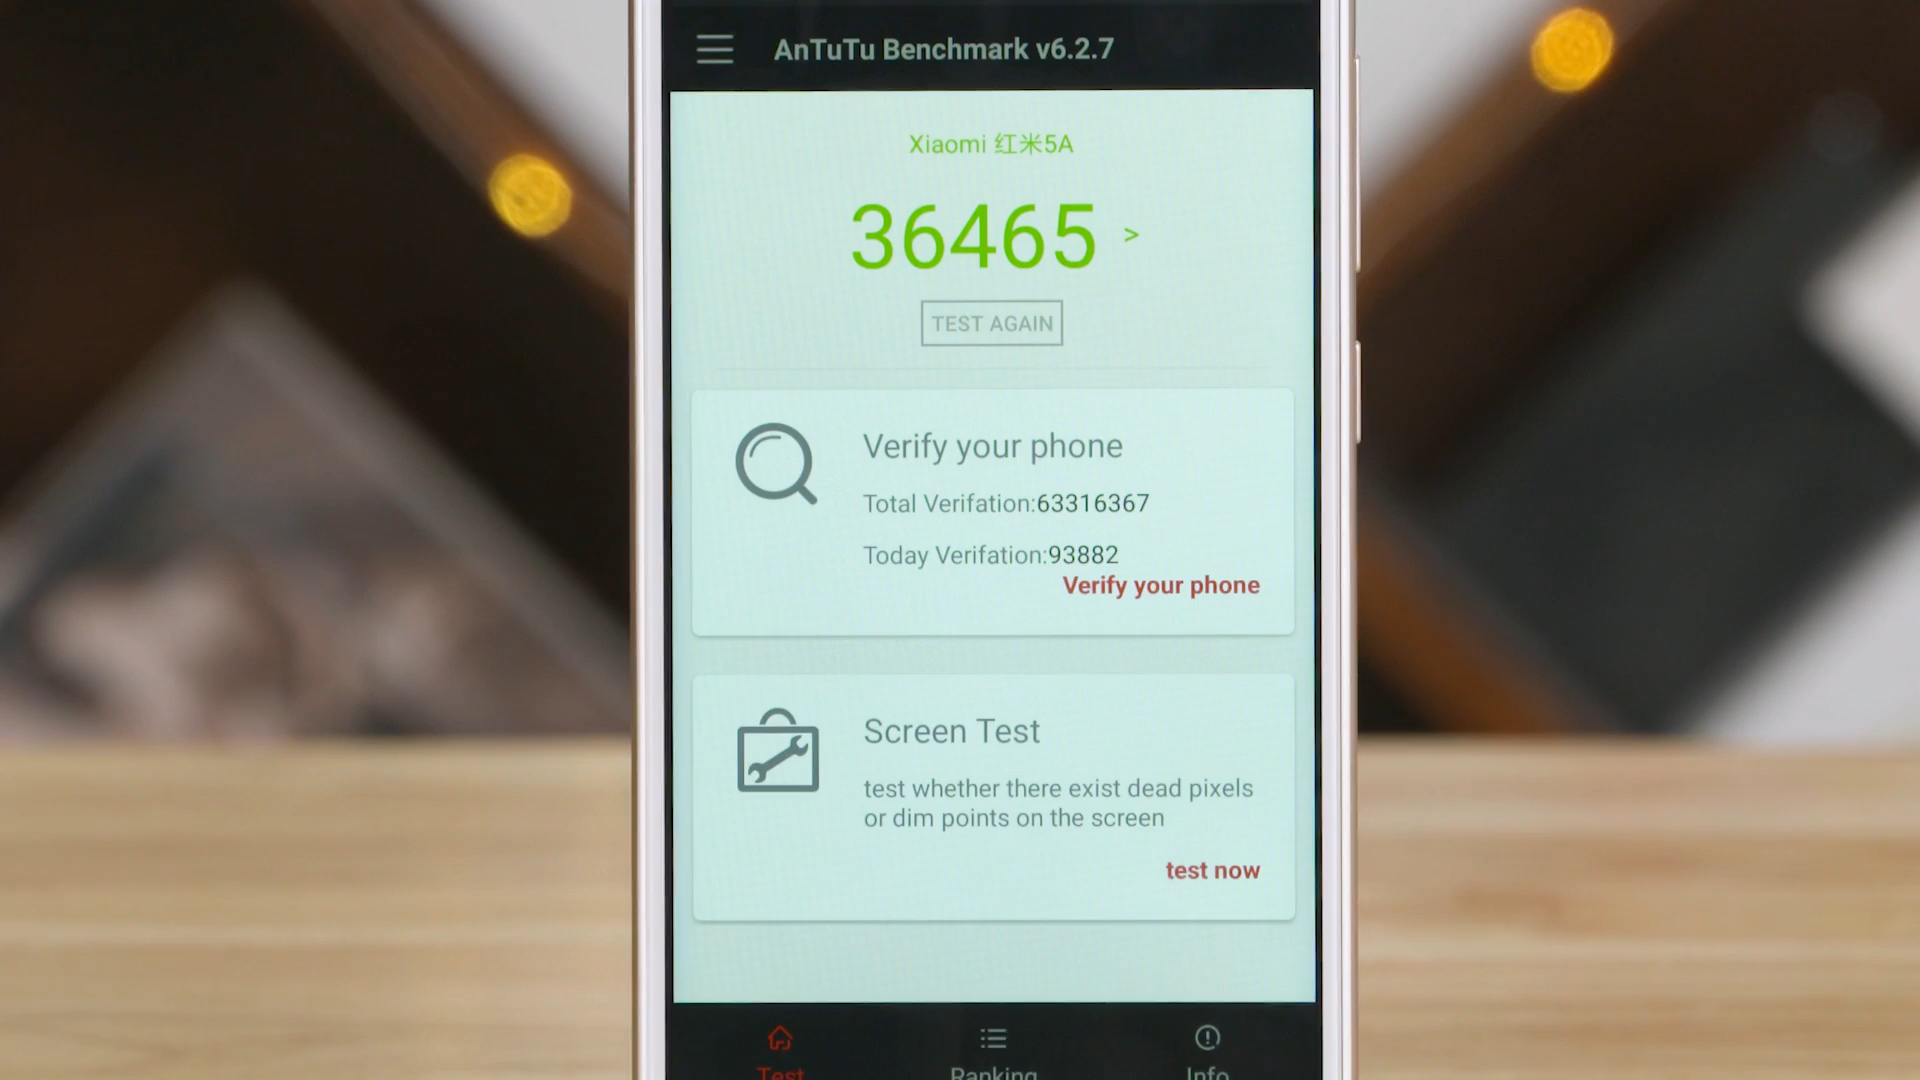 AnTuTu Benchmark v6.2.7
Xiaomi 红米5A
36465 >
TEST AGAIN
Verify your phone
Total Verifation:63316367
Today Verifation:93882
Verify your phone
Screen Test
test whether there exist dead pixels
or dim points on the screen
test now
Test Ranking Info